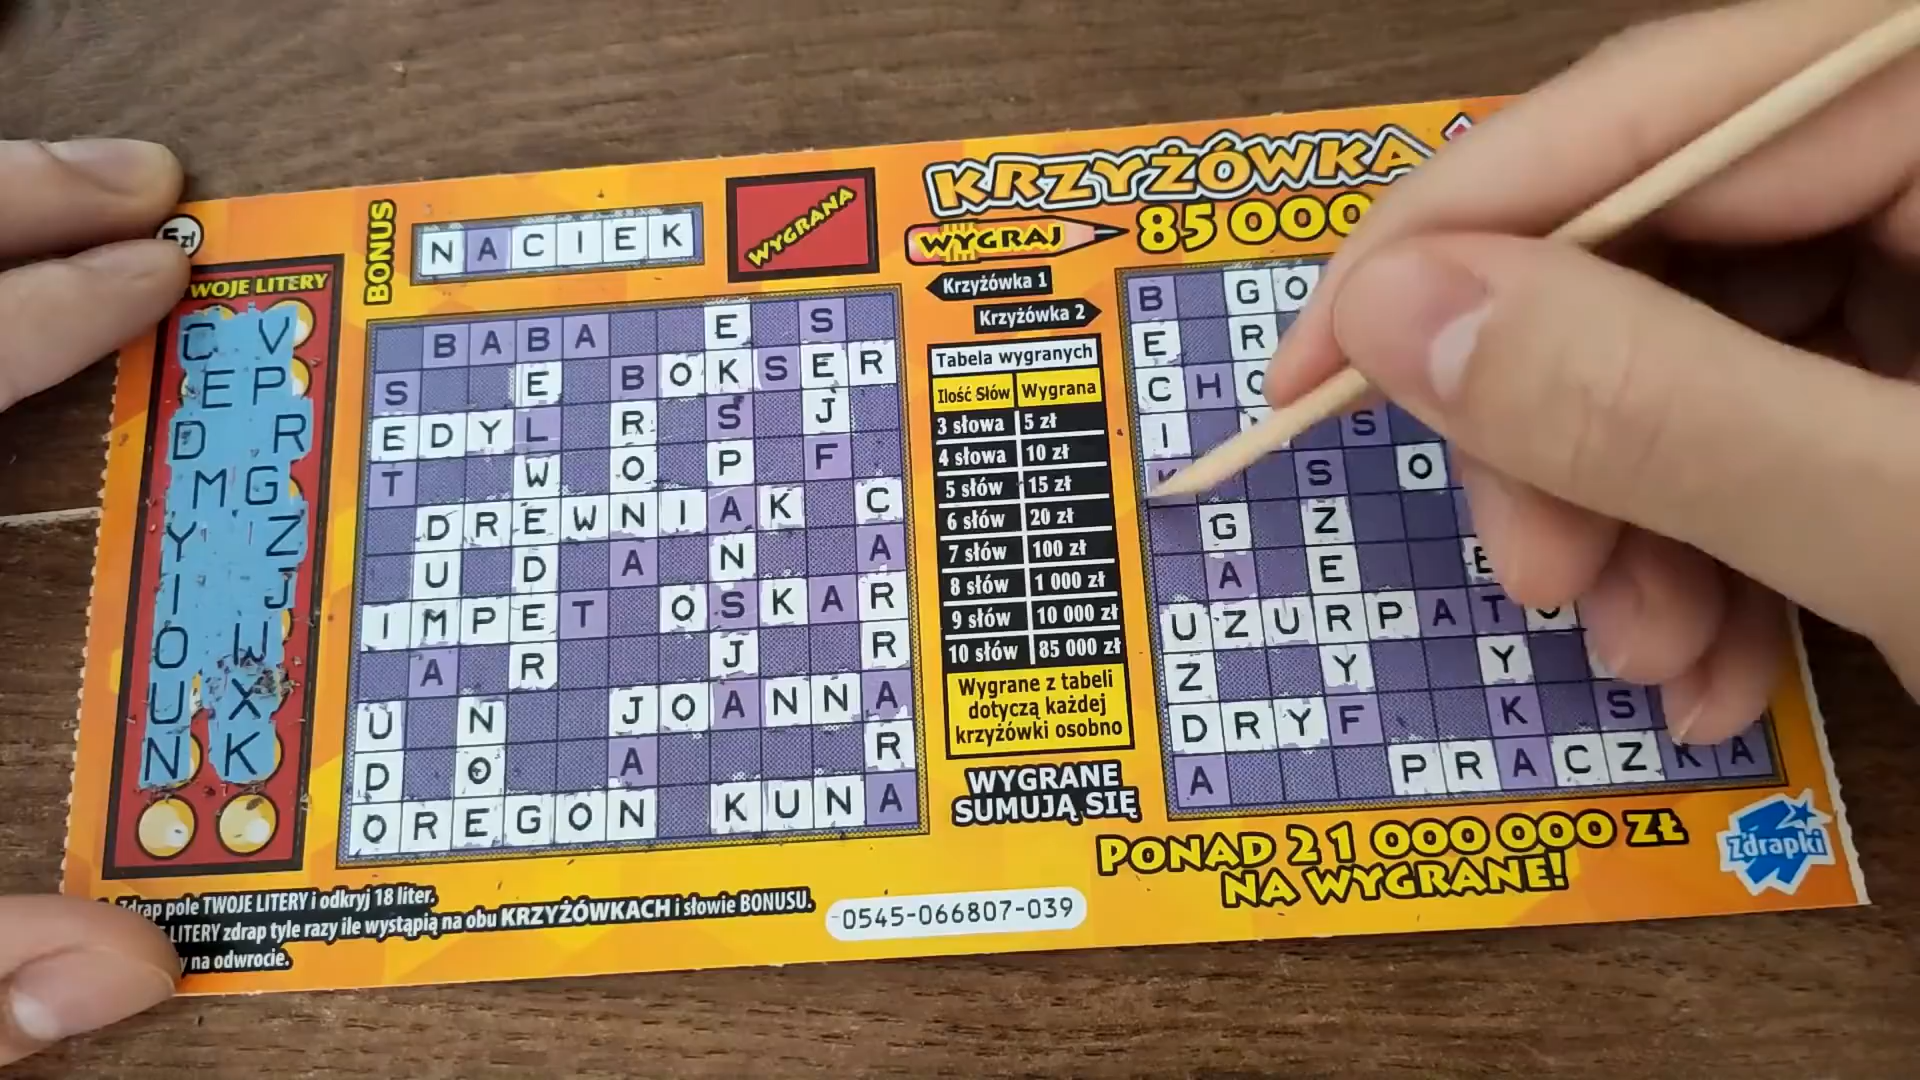 5zł
TWOJE LITERY
C V
E P
D R
M G
Y Z
I J
O W
U X
N K
BONUS
NACIEK
WYGRANA
BABA E S
S E BOKSER
EDYL R S J
T W O P F
DREWNIAK C
U D A N A
IMPET OSKAR
A R J R
U N JOANNA
D O A R
OREGON KUNA
KRZYŻÓWKA
WYGRAJ
85 000
Krzyżówka 1
Krzyżówka 2
Tabela wygranych
Ilość Słów Wygrana
3 słowa 5 zł
4 słowa 10 zł
5 słów 15 zł
6 słów 20 zł
7 słów 100 zł
8 słów 1 000 zł
9 słów 10 000 zł
10 słów 85 000 zł
Wygrane z tabeli
dotyczą każdej
krzyżówki osobno
WYGRANE
SUMUJĄ SIĘ
B GO
E R
CHO
I S
K S O
G Z
A E E
UZURPATO
Z Y Y
DRYF K S
A PRACZKA
PONAD 21 000 000 ZŁ
NA WYGRANE!
Zdrapki
Zdrap pole TWOJE LITERY i odkryj 18 liter.
LITERY zdrap tyle razy ile wystąpią na obu KRZYŻÓWKACH i słowie BONUSU.
na odwrocie.
0545-066807-039